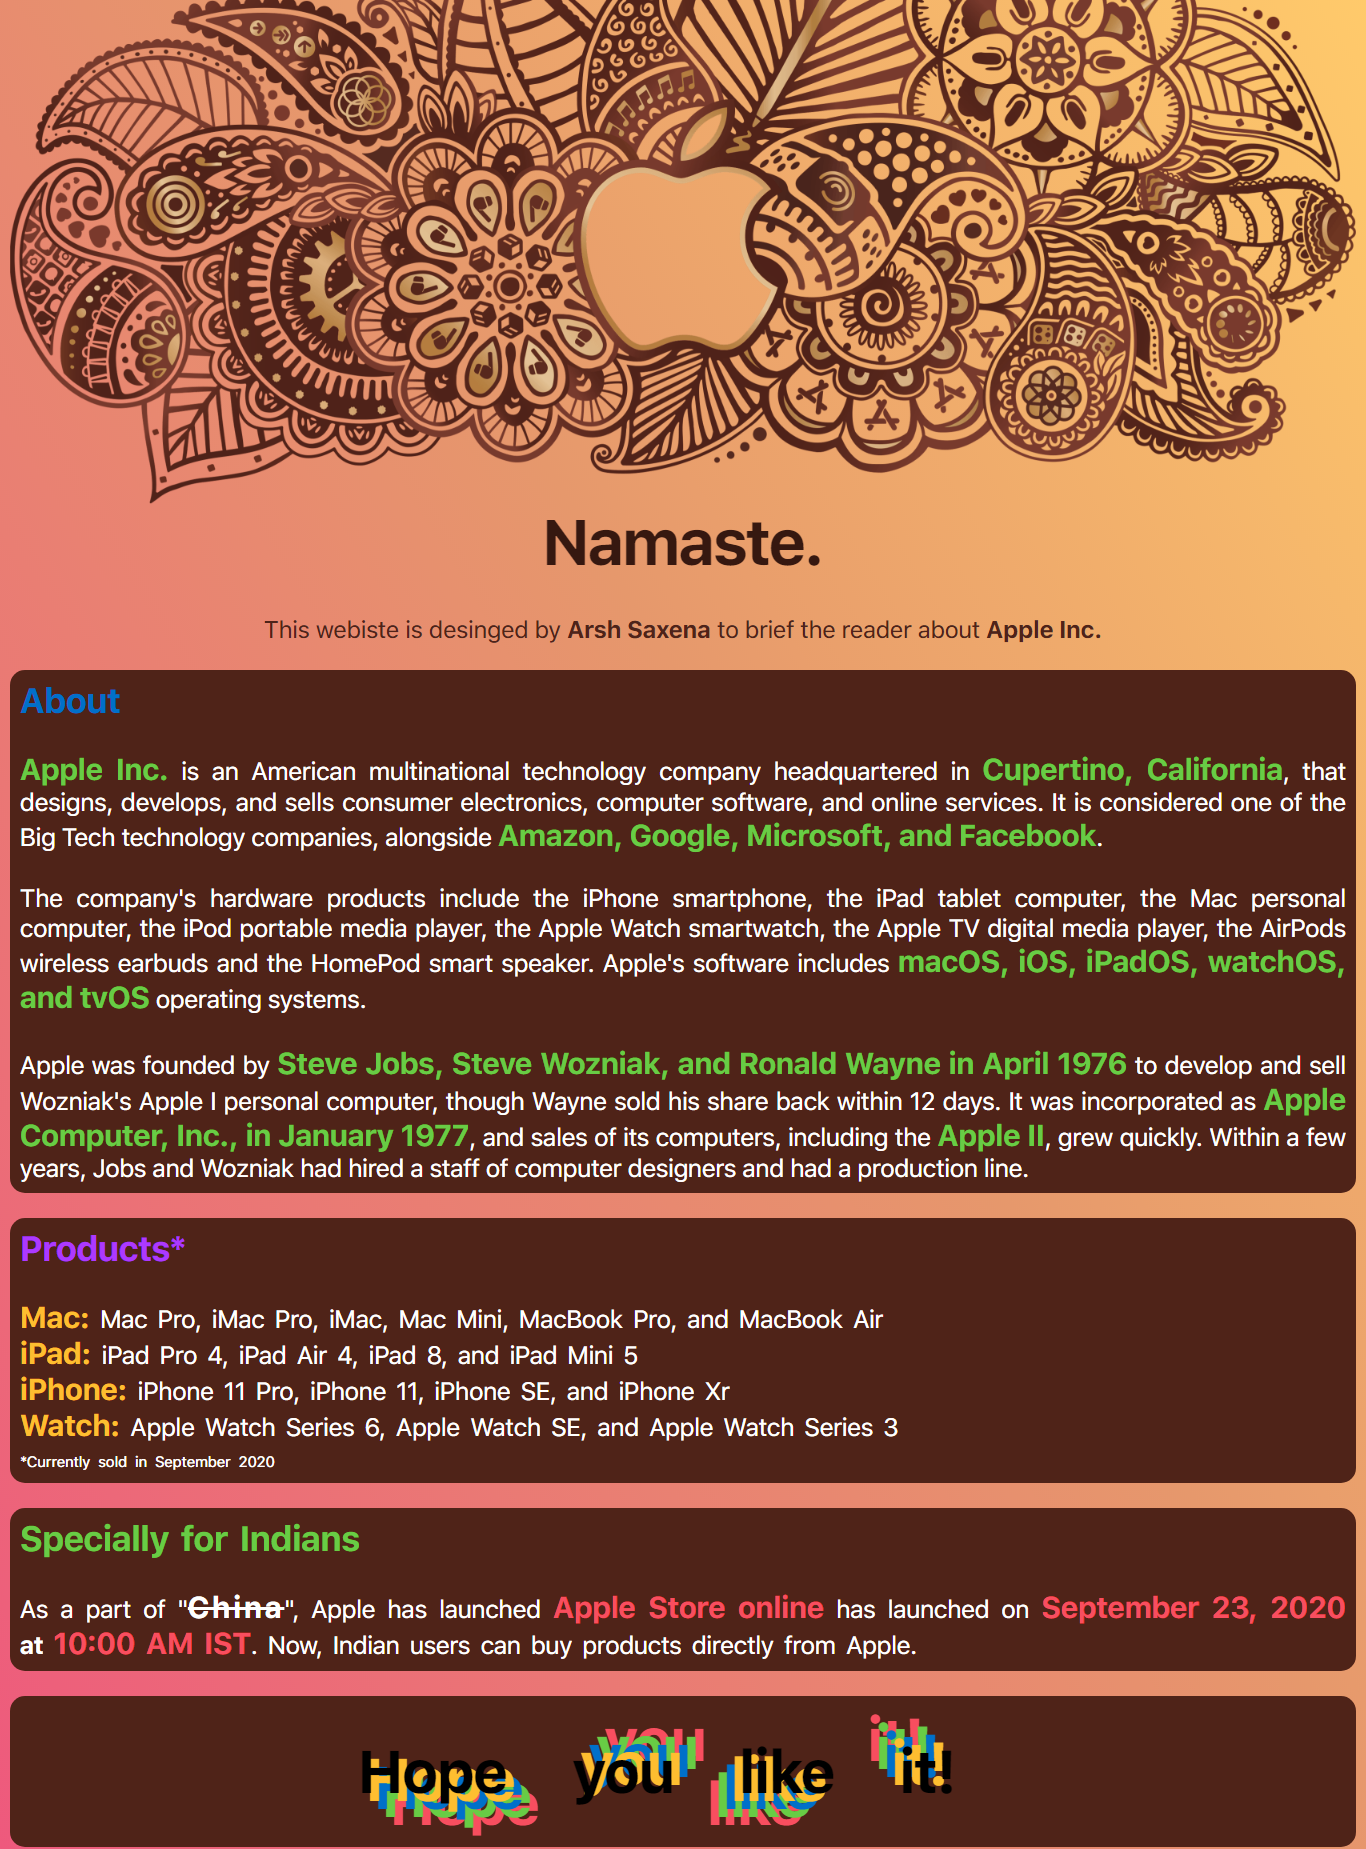 Namaste.
This webiste is desinged by Arsh Saxena to brief the reader about Apple Inc.
About
Apple Inc. is an American multinational technology company headquartered in Cupertino, California, that
designs, develops, and sells consumer electronics, computer software, and online services. It is considered one of the
Big Tech technology companies, alongside Amazon, Google, Microsoft, and Facebook.
The company's hardware products include the iPhone smartphone, the iPad tablet computer, the Mac personal
computer, the iPod portable media player, the Apple Watch smartwatch, the Apple TV digital media player, the AirPods
wireless earbuds and the HomePod smart speaker. Apple's software includes macOS, iOS, iPadOS, watchOS,
and tvOS operating systems.
Apple was founded by Steve Jobs, Steve Wozniak, and Ronald Wayne in April 1976 to develop and sell
Wozniak's Apple I personal computer, though Wayne sold his share back within 12 days. It was incorporated as Apple
Computer, Inc., in January 1977, and sales of its computers, including the Apple II, grew quickly. Within a few
years, Jobs and Wozniak had hired a staff of computer designers and had a production line.
Products*
Mac: Mac Pro, iMac Pro, iMac, Mac Mini, MacBook Pro, and MacBook Air
iPad: iPad Pro 4, iPad Air 4, iPad 8, and iPad Mini 5
iPhone: iPhone 11 Pro, iPhone 11, iPhone SE, and iPhone Xr
Watch: Apple Watch Series 6, Apple Watch SE, and Apple Watch Series 3
*Currently sold in September 2020
Specially for Indians
As a part of "China", Apple has launched Apple Store online has launched on September 23, 2020
at 10:00 AM IST. Now, Indian users can buy products directly from Apple.
Hope you like it!